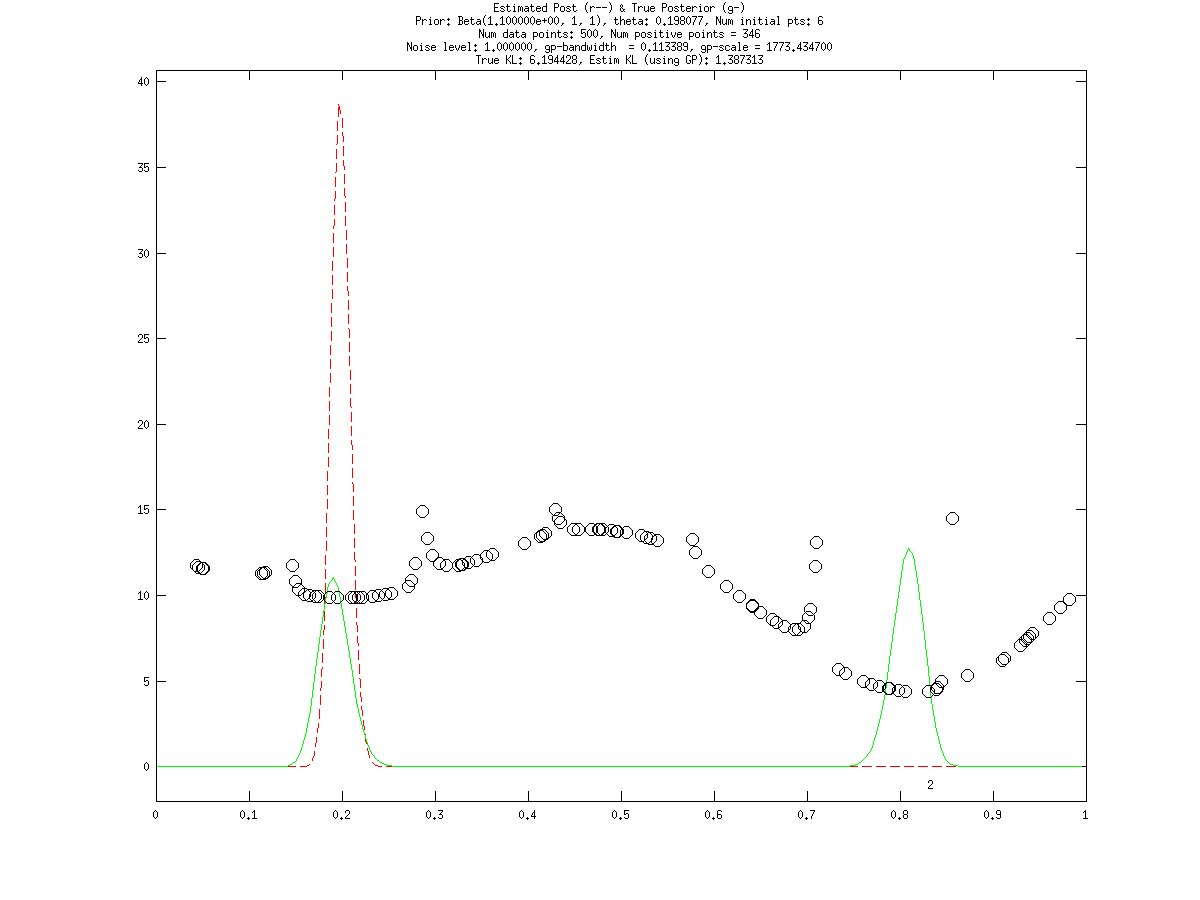 Estimated Post (r--) & True Posterior (g-)
Prior: Beta(1.100000e+00, 1, 1), theta: 0.198077, Num initial pts: 6
Num data points: 500, Num positive points = 346
Noise level: 1.000000, gp-bandwidth  = 0.113389, gp-scale = 1773.434700
True KL: 6.194428, Estim KL (using GP): 1.387313
40
35
30
25
20
15
10
5
0
2
0 0.1 0.2 0.3 0.4 0.5 0.6 0.7 0.8 0.9 1